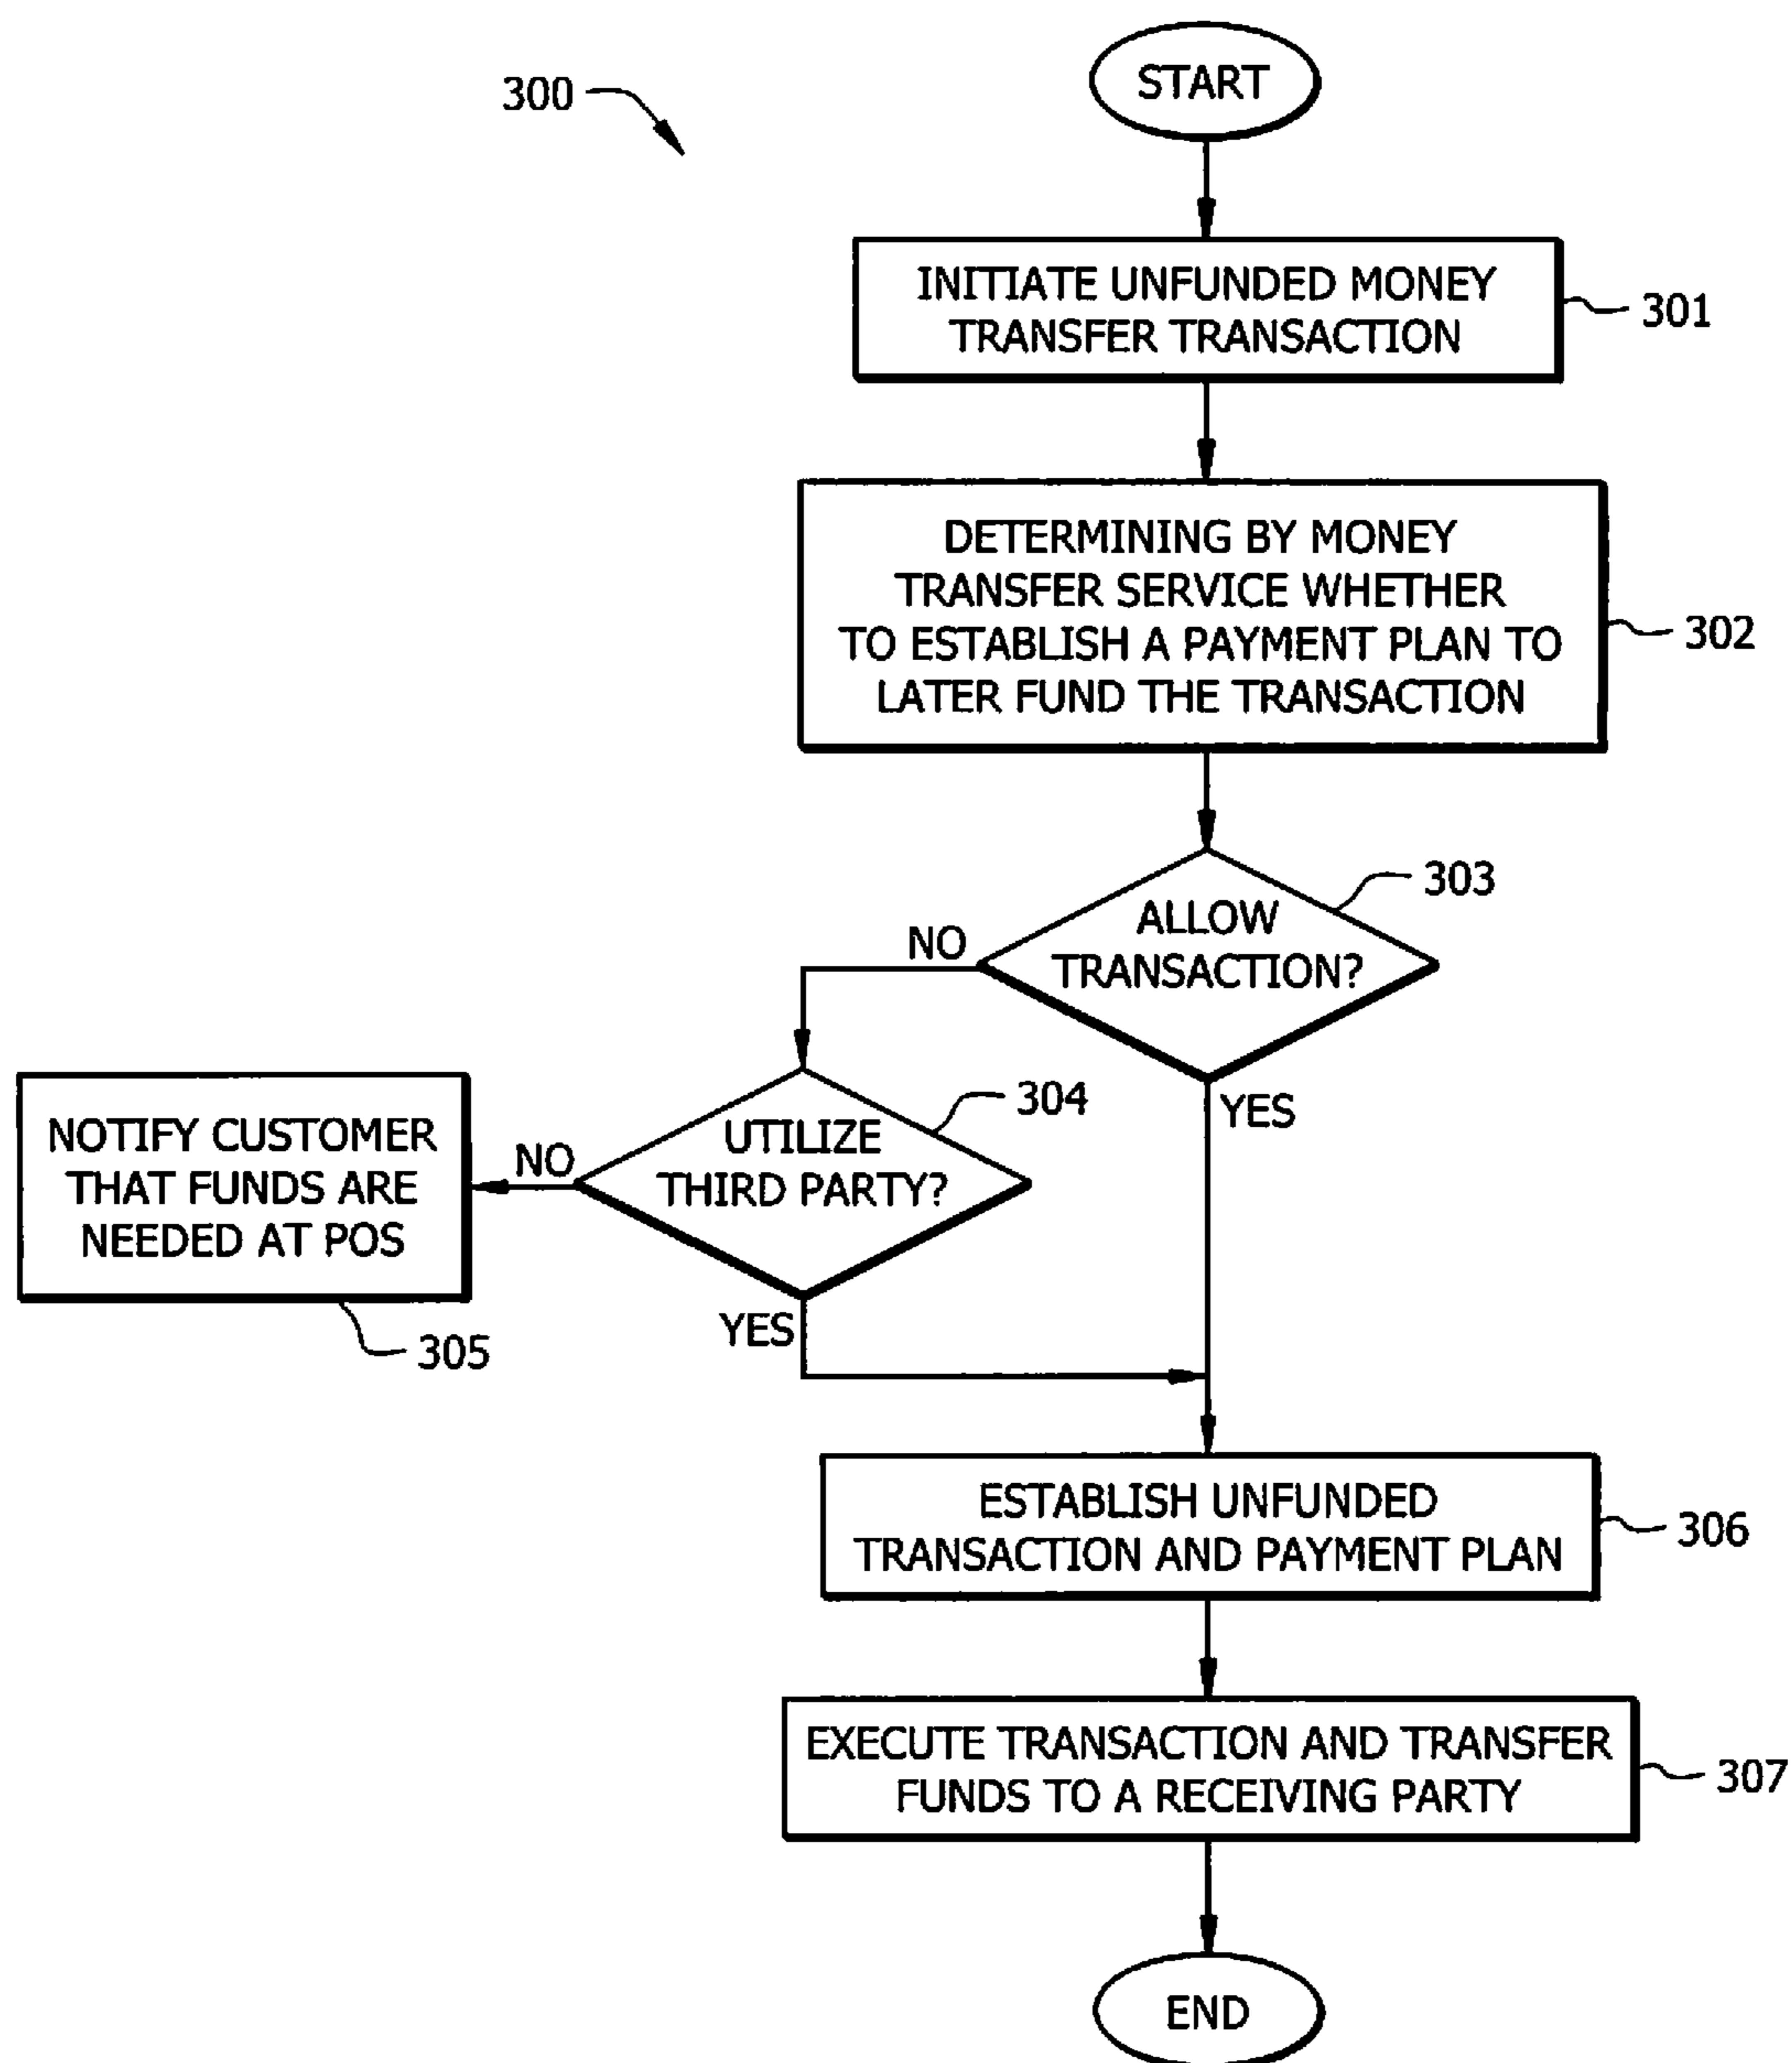 300
START
INITIATE UNFUNDED MONEY
TRANSFER TRANSACTION
301
DETERMINING BY MONEY
TRANSFER SERVICE WHETHER
TO ESTABLISH A PAYMENT PLAN TO
LATER FUND THE TRANSACTION
302
ALLOW
TRANSACTION?
303
NO
YES
UTILIZE
THIRD PARTY?
304
NO
YES
NOTIFY CUSTOMER
THAT FUNDS ARE
NEEDED AT POS
305
ESTABLISH UNFUNDED
TRANSACTION AND PAYMENT PLAN
306
EXECUTE TRANSACTION AND TRANSFER
FUNDS TO A RECEIVING PARTY
307
END